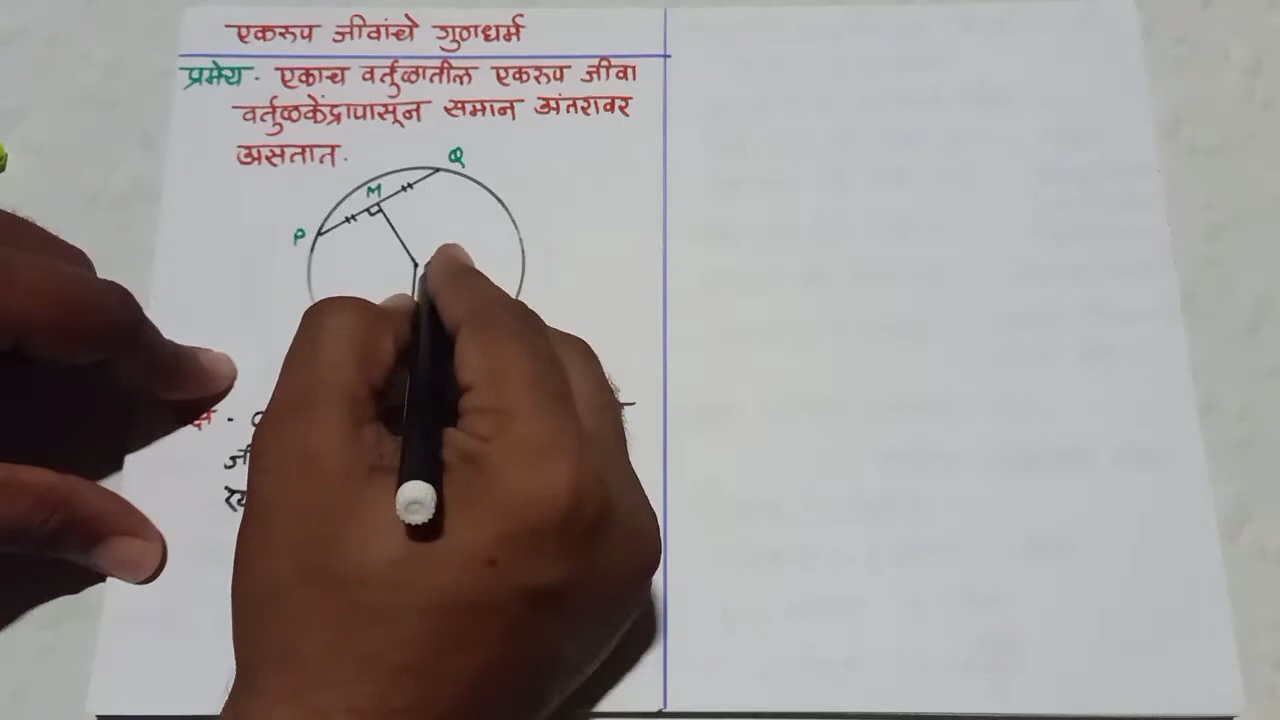 एकरुप जीवांचे गुणधर्म
प्रमेय. एकाच वर्तुळातील एकरुप जीवा
वर्तुळकेंद्रापासून समान अंतरावर
असतात.
Q
M
P